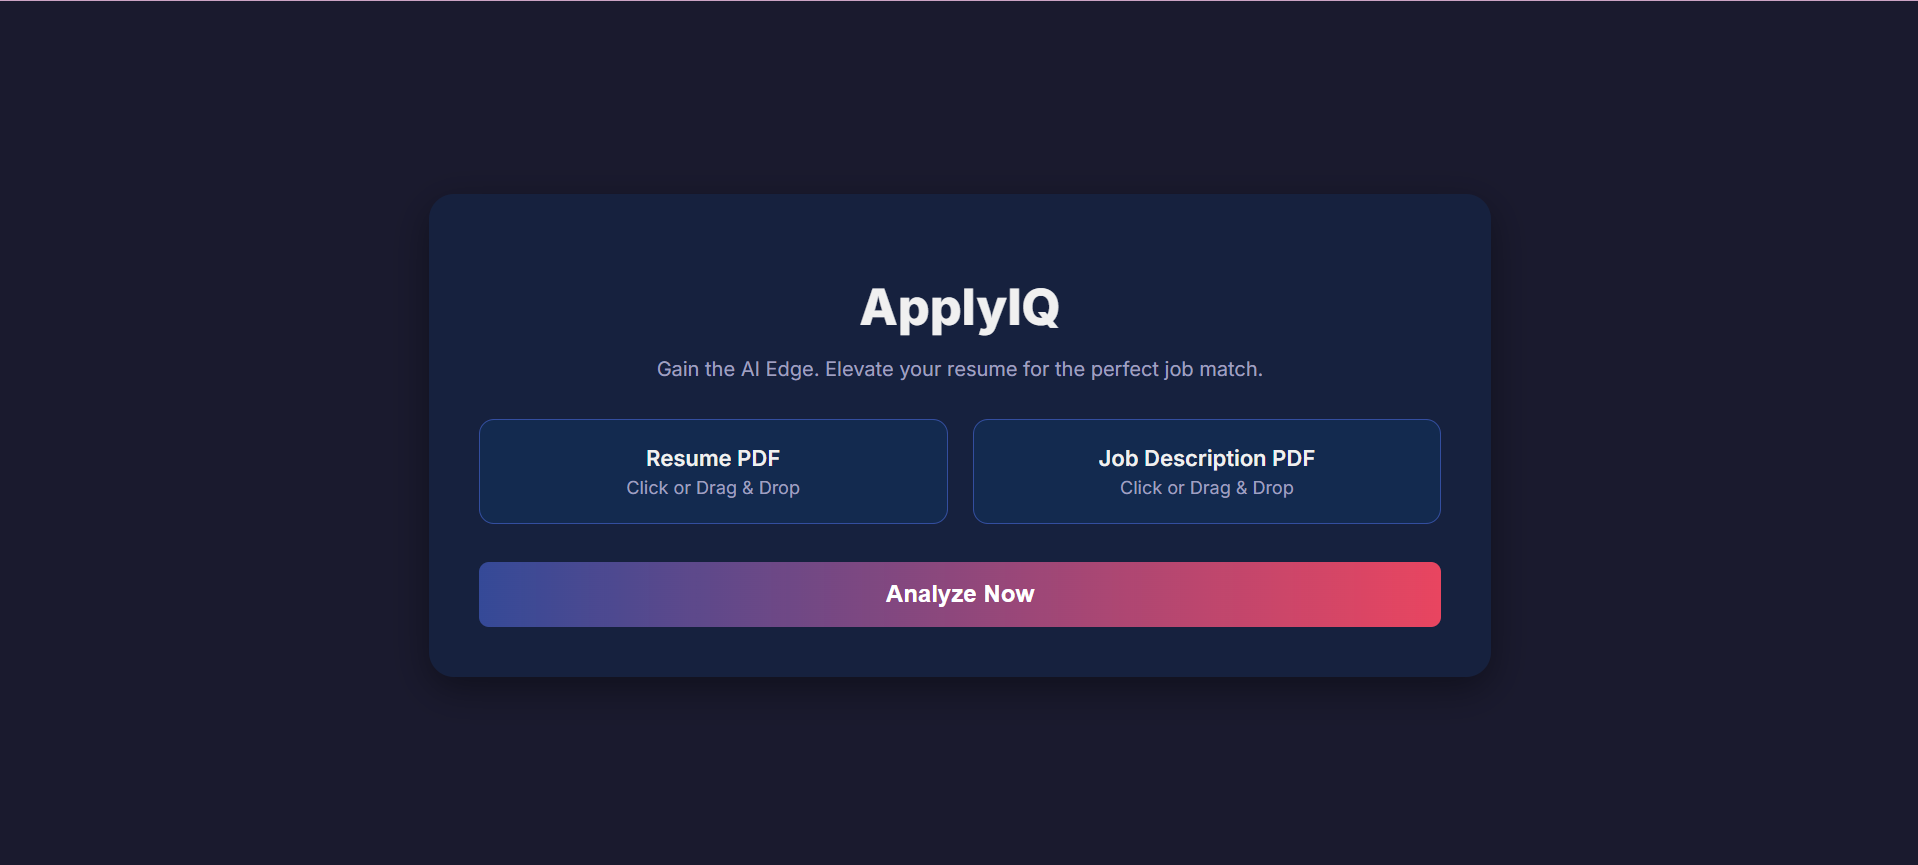 ApplyIQ
Gain the AI Edge. Elevate your resume for the perfect job match.
Resume PDF
Click or Drag & Drop
Job Description PDF
Click or Drag & Drop
Analyze Now